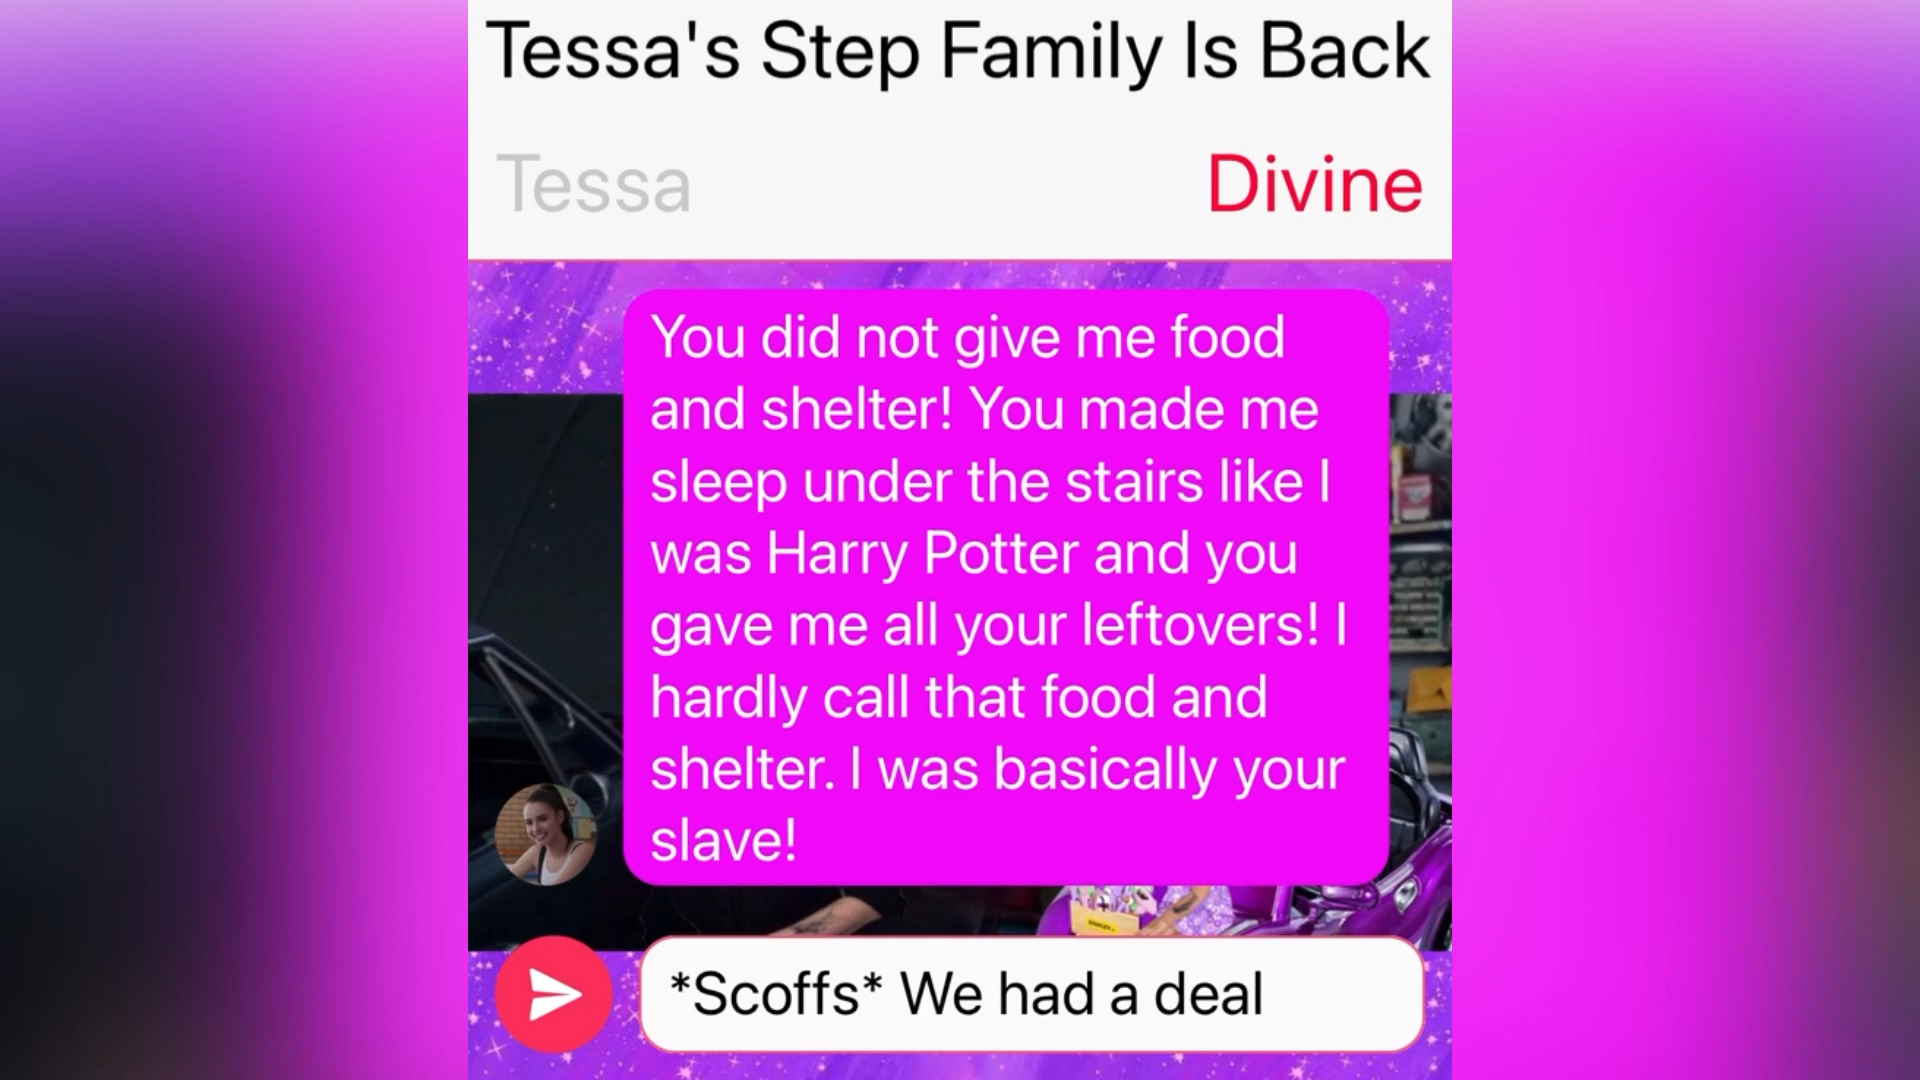 Tessa's Step Family Is Back
Tessa
Divine
You did not give me food
and shelter! You made me
sleep under the stairs like I
was Harry Potter and you
gave me all your leftovers! I
hardly call that food and
shelter. I was basically your
slave!
*Scoffs* We had a deal